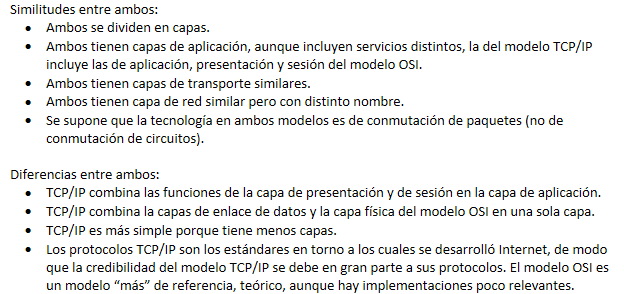 Similitudes entre ambos:
• Ambos se dividen en capas.
• Ambos tienen capas de aplicación, aunque incluyen servicios distintos, la del modelo TCP/IP
incluye las de aplicación, presentación y sesión del modelo OSI.
• Ambos tienen capas de transporte similares.
• Ambos tienen capa de red similar pero con distinto nombre.
• Se supone que la tecnología en ambos modelos es de conmutación de paquetes (no de
conmutación de circuitos).
Diferencias entre ambos:
• TCP/IP combina las funciones de la capa de presentación y de sesión en la capa de aplicación.
• TCP/IP combina la capas de enlace de datos y la capa física del modelo OSI en una sola capa.
• TCP/IP es más simple porque tiene menos capas.
• Los protocolos TCP/IP son los estándares en torno a los cuales se desarrolló Internet, de modo
que la credibilidad del modelo TCP/IP se debe en gran parte a sus protocolos. El modelo OSI es
un modelo “más” de referencia, teórico, aunque hay implementaciones poco relevantes.